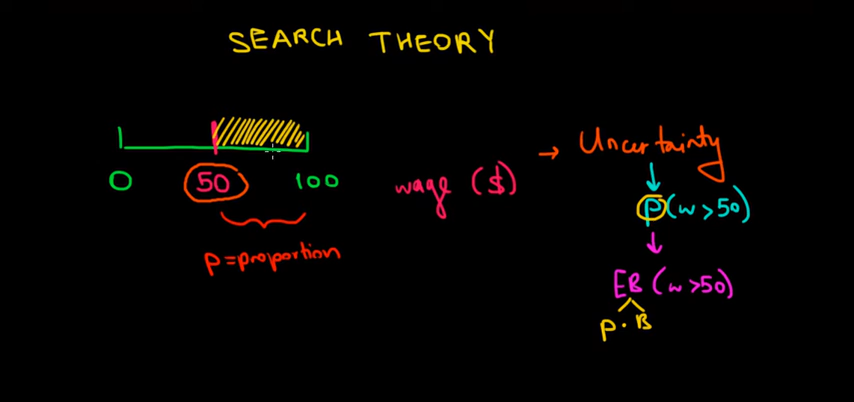 SEARCH THEORY
0 50 100
p=proportion
wage ($)
→ Uncertainty
P(w>50)
EB (w>50)
p . B